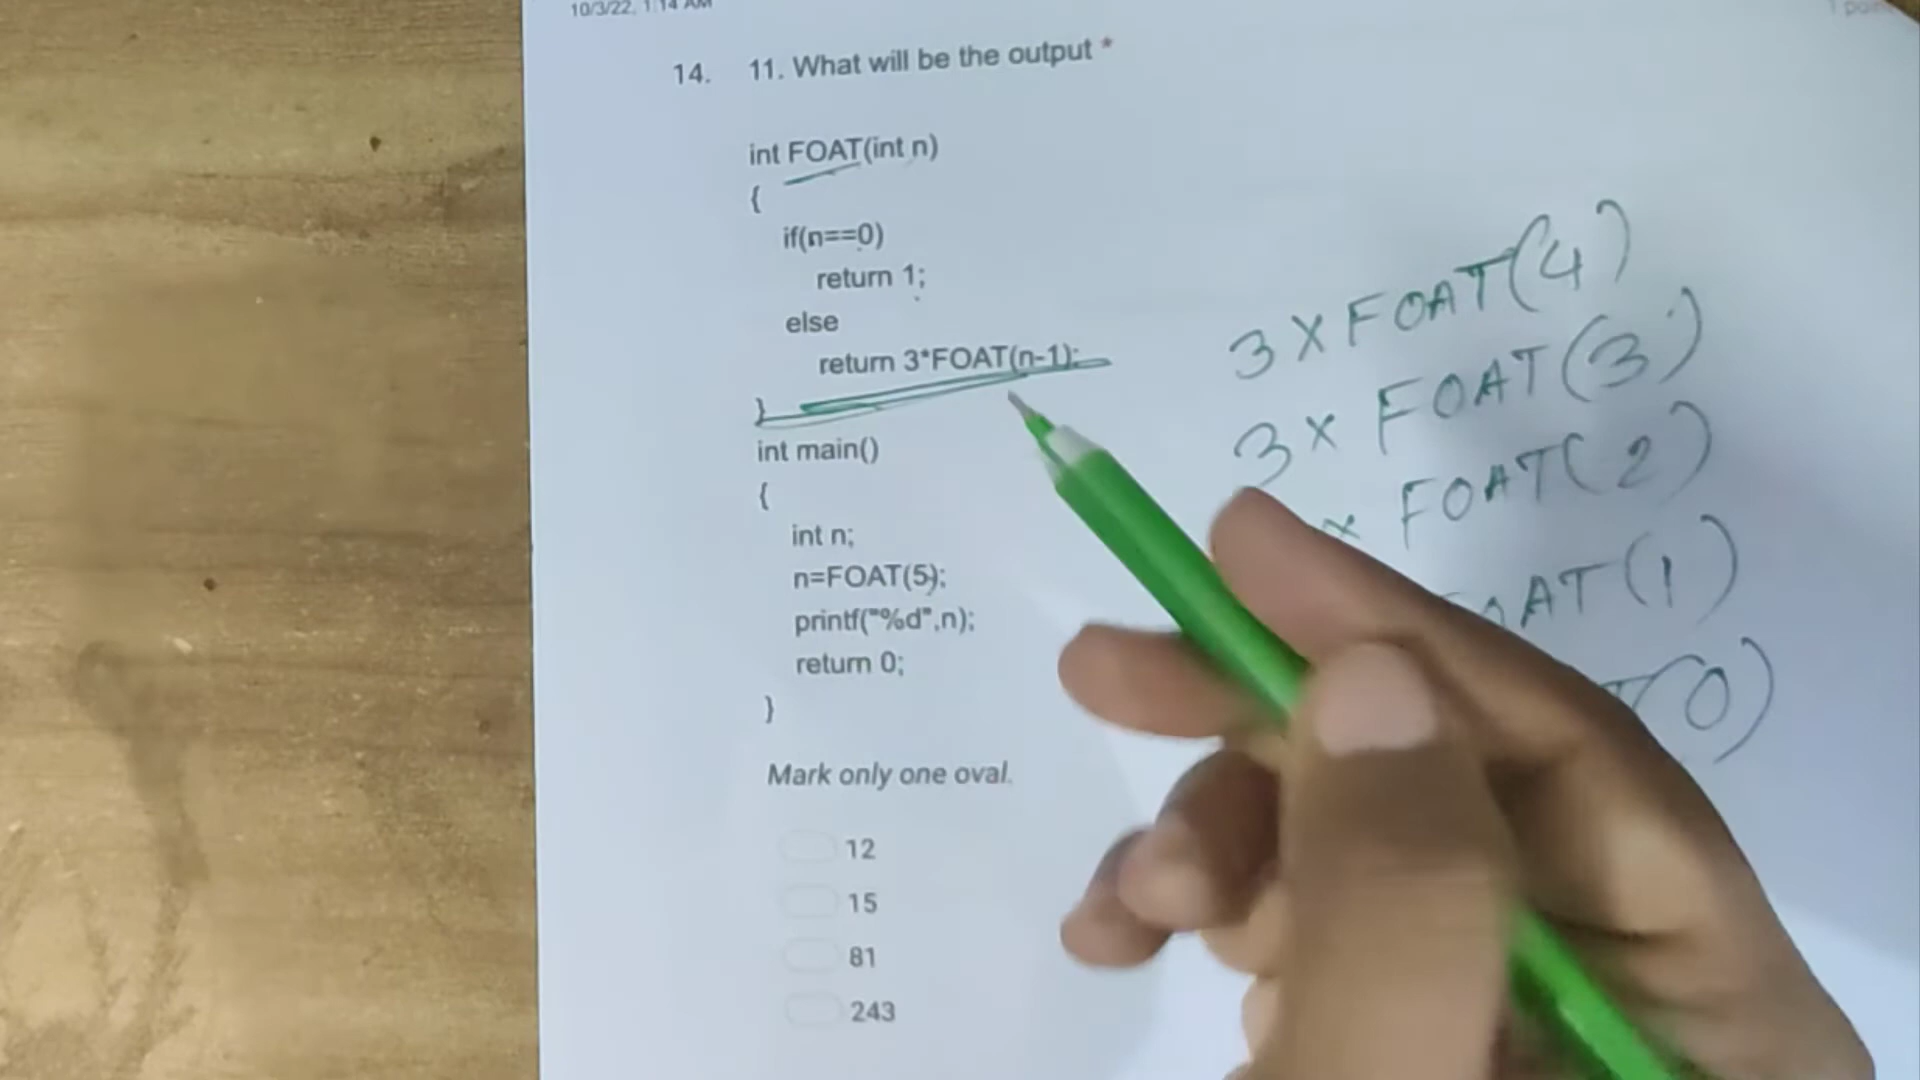 10/3/22, 1:14 AM
14. 11. What will be the output *
int FOAT(int n)
{
if(n==0)
return 1;
else
return 3*FOAT(n-1);
}
int main()
{
int n;
n=FOAT(5);
printf("%d",n);
return 0;
}
Mark only one oval.
12
15
81
243
3 X FOAT(4)
3 X FOAT(3)
X FOAT(2)
OAT(1)
T(0)